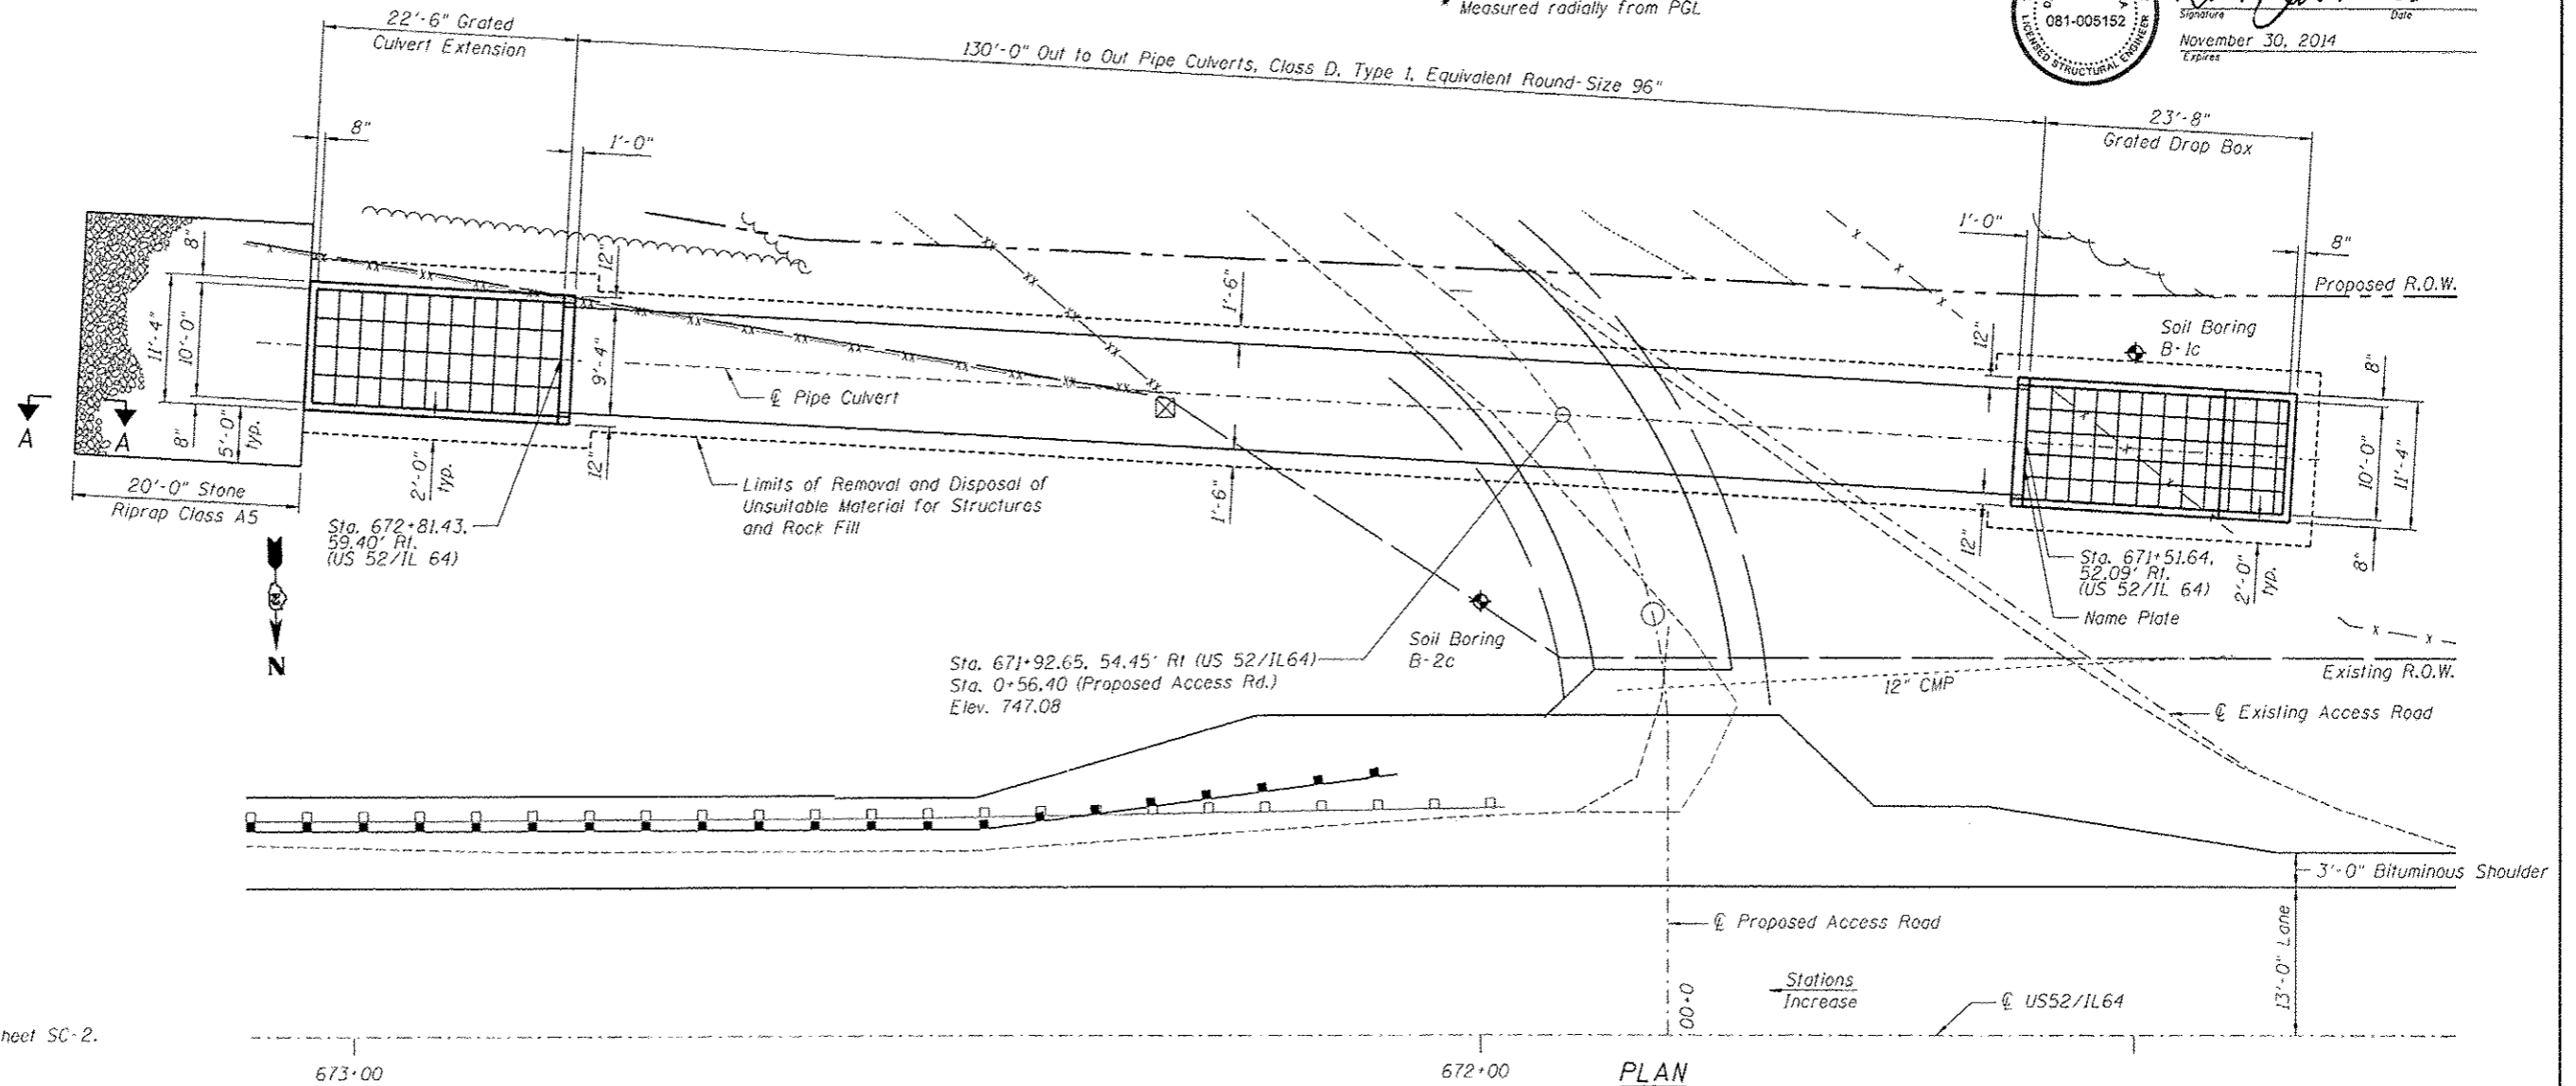 * Measured radially from PGL
081-005152
LICENSED STRUCTURAL ENGINEER
Signature
Date
November 30, 2014
Expires
22'-6" Grated
Culvert Extension
130'-0" Out to Out Pipe Culverts, Class D, Type 1, Equivalent Round-Size 96"
23'-8"
Grated Drop Box
8"
1'-0"
1'-0"
8"
Proposed R.O.W.
Soil Boring
B-1c
8"
12"
1'-6"
12"
8"
11'-4"
10'-0"
9'-4"
℄ Pipe Culvert
10'-0"
11'-4"
A
A
8"
5'-0"
typ.
2'-0"
typ.
12"
1'-6"
12"
8"
20'-0" Stone
Riprap Class A5
Limits of Removal and Disposal of
Unsuitable Material for Structures
and Rock Fill
Sta. 672+81.43,
59.40' Rt.
(US 52/IL 64)
Sta. 671+51.64,
52.09' Rt.
(US 52/IL 64)
2'-0"
typ.
Name Plate
N
Soil Boring
B-2c
Sta. 671+92.65, 54.45' Rt (US 52/IL64)
Sta. 0+56.40 (Proposed Access Rd.)
Elev. 747.08
Existing R.O.W.
12" CMP
℄ Existing Access Road
3'-0" Bituminous Shoulder
℄ Proposed Access Road
13'-0" Lane
Stations
Increase
0+00
℄ US52/IL64
heet SC-2.
673+00
672+00
PLAN